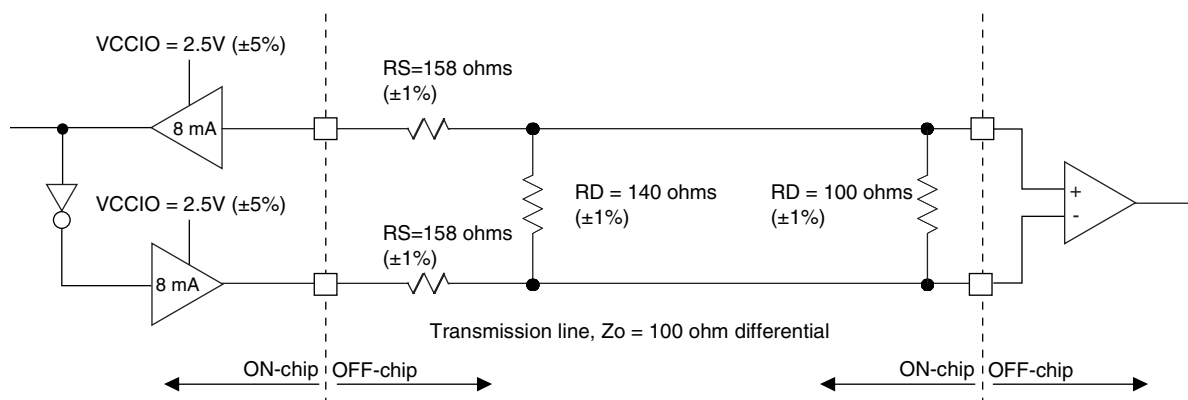 VCCIO = 2.5V (±5%)
RS=158 ohms
(±1%)
8 mA
VCCIO = 2.5V (±5%)
RD = 140 ohms
(±1%)
RD = 100 ohms
(±1%)
+
-
RS=158 ohms
(±1%)
8 mA
Transmission line, Zo = 100 ohm differential
ON-chip
OFF-chip
ON-chip
OFF-chip